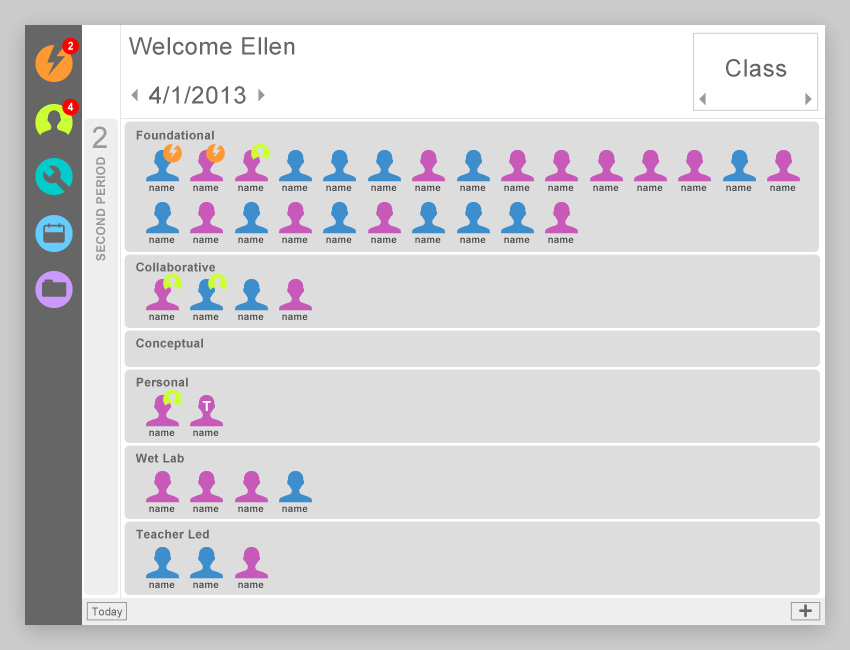 2
Welcome Ellen
4/1/2013
Class
4
2
SECOND PERIOD
Foundational
name name name name name name name name name name name name name name name
name name name name name name name name name name
Collaborative
name name name name
Conceptual
Personal
T
name name
Wet Lab
name name name name
Teacher Led
name name name
Today